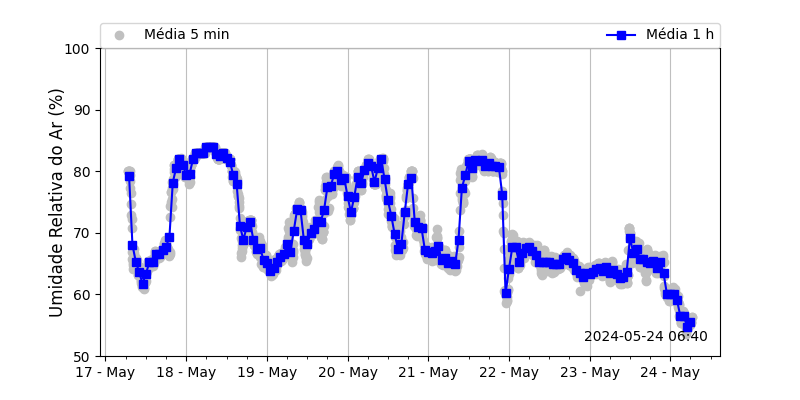 Média 5 min
Média 1 h
Umidade Relativa do Ar (%)
100
90
80
70
60
50
2024-05-24 06:40
17 - May
18 - May
19 - May
20 - May
21 - May
22 - May
23 - May
24 - May